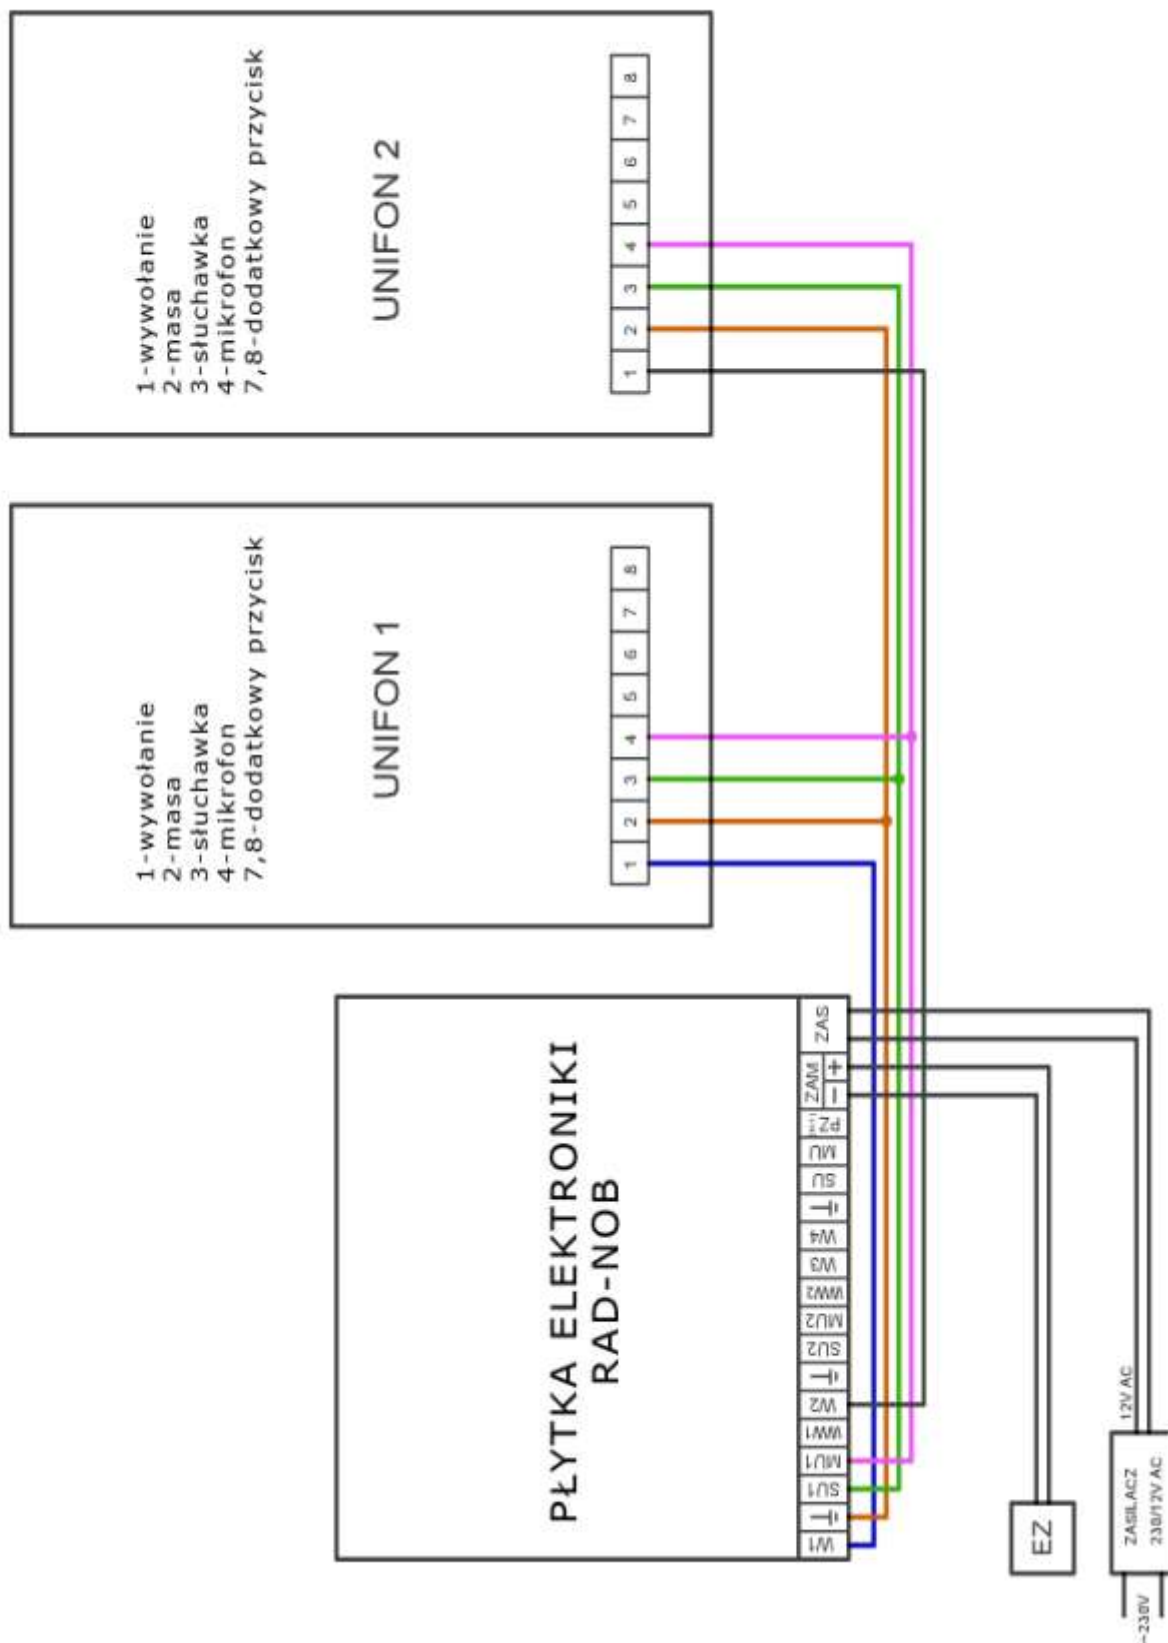 PŁYTKA ELEKTRONIKI
RAD-NOB
W1
SU1
MU1
WW1
W2
SU2
MU2
WW2
W3
W4
SU
MU
PZ
ZAM
- +
ZAS
1-wywołanie
2-masa
3-słuchawka
4-mikrofon
7,8-dodatkowy przycisk
UNIFON 1
1 2 3 4 5 6 7 8
1-wywołanie
2-masa
3-słuchawka
4-mikrofon
7,8-dodatkowy przycisk
UNIFON 2
1 2 3 4 5 6 7 8
EZ
~230V
ZASILACZ
230/12V AC
12V AC